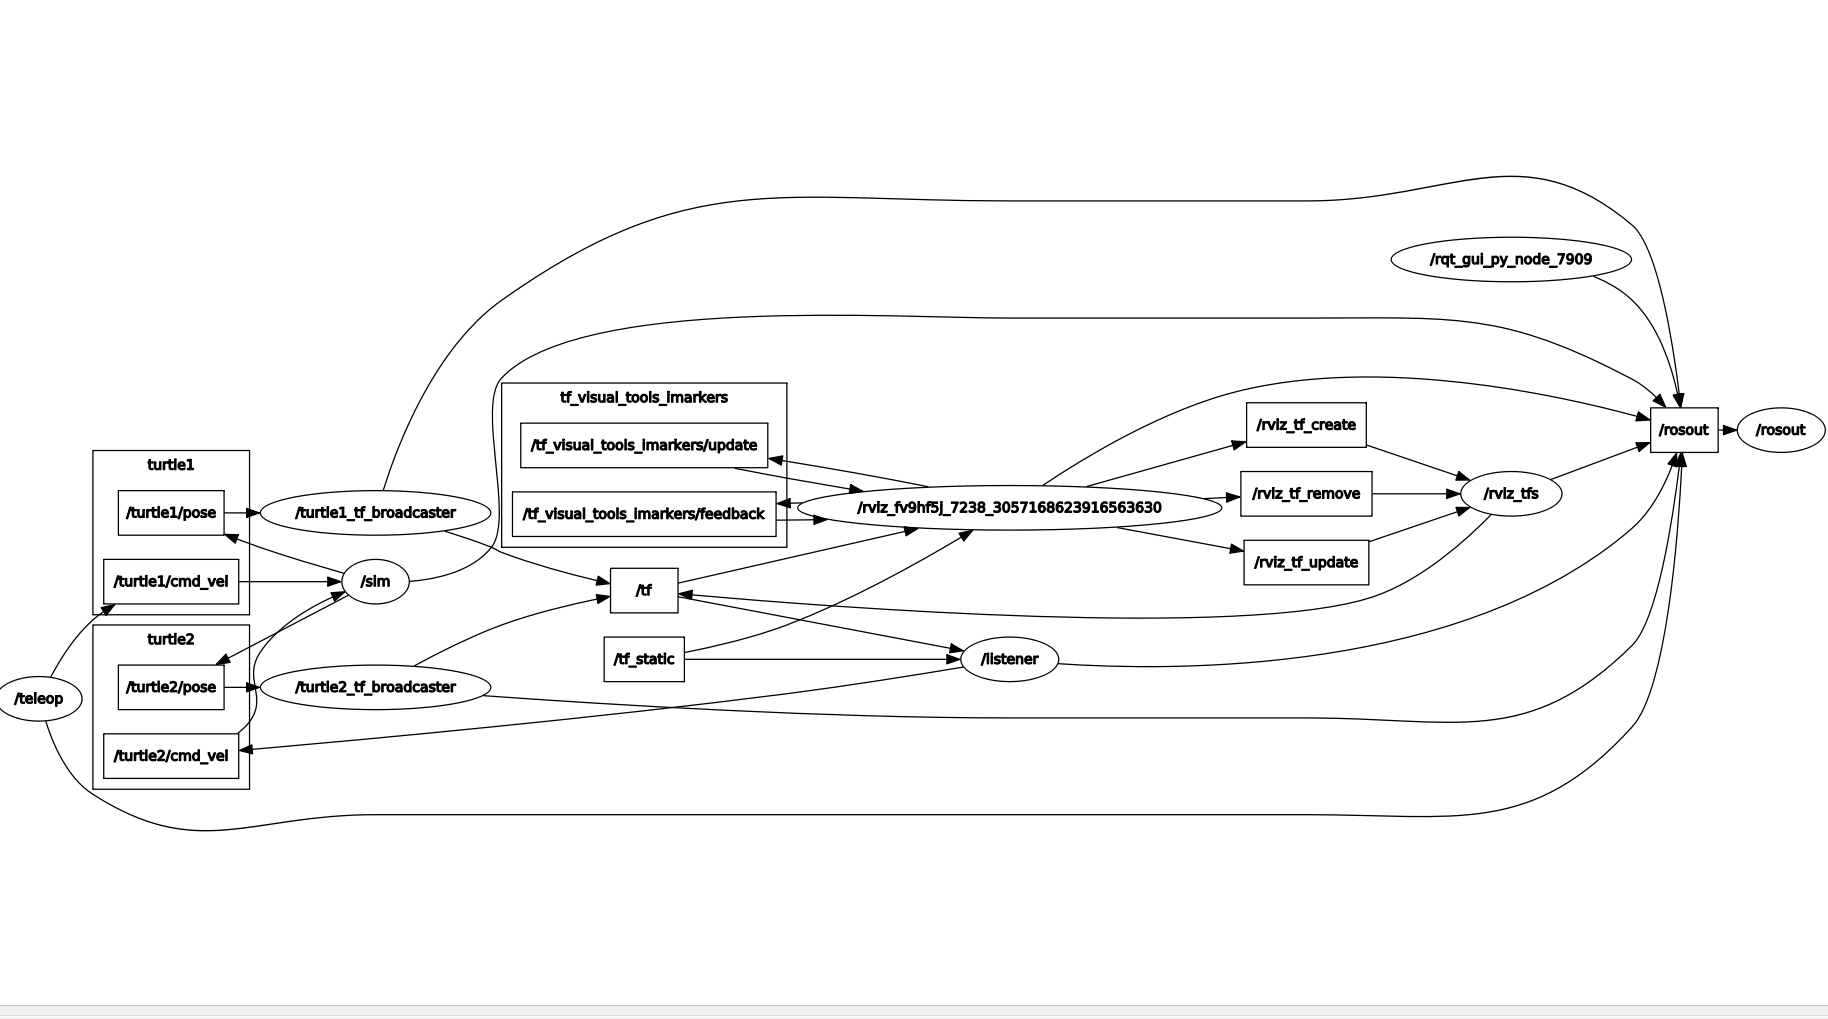 /rqt_gui_py_node_7909
tf_visual_tools_imarkers
/rviz_tf_create
/rosout
/rosout
/tf_visual_tools_imarkers/update
turtle1
/rviz_tf_remove
/rviz_tfs
/turtle1/pose
/turtle1_tf_broadcaster
/tf_visual_tools_imarkers/feedback
/rviz_fv9hf5j_7238_3057168623916563630
/rviz_tf_update
/turtle1/cmd_vel
/sim
/tf
turtle2
/tf_static
/listener
/turtle2/pose
/turtle2_tf_broadcaster
/teleop
/turtle2/cmd_vel